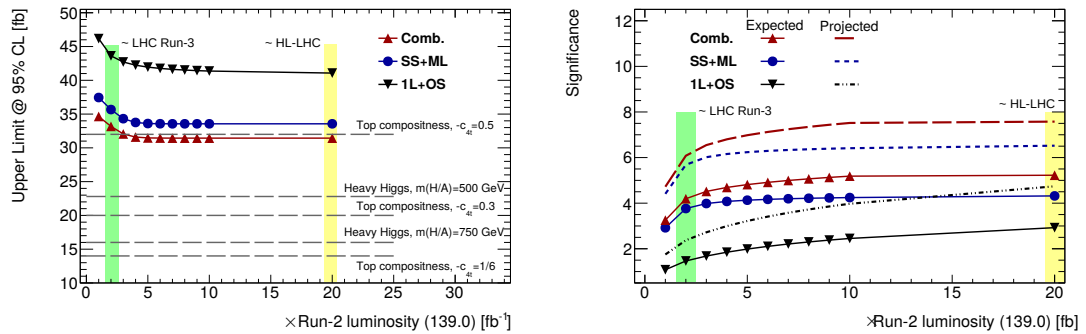 Upper Limit @ 95% CL [fb]
50
45
40
35
30
25
20
15
10
~ LHC Run-3
~ HL-LHC
Comb.
SS+ML
1L+OS
Top compositness, -c4t=0.5
Heavy Higgs, m(H/A)=500 GeV
Top compositness, -c4t=0.3
Heavy Higgs, m(H/A)=750 GeV
Top compositness, -c4t=1/6
0 5 10 15 20 25 30
×Run-2 luminosity (139.0) [fb-1]
Significance
12
10
8
6
4
2
Expected Projected
Comb.
SS+ML
1L+OS
~ LHC Run-3
~ HL-LHC
0 5 10 15 20
×Run-2 luminosity (139.0) [fb]